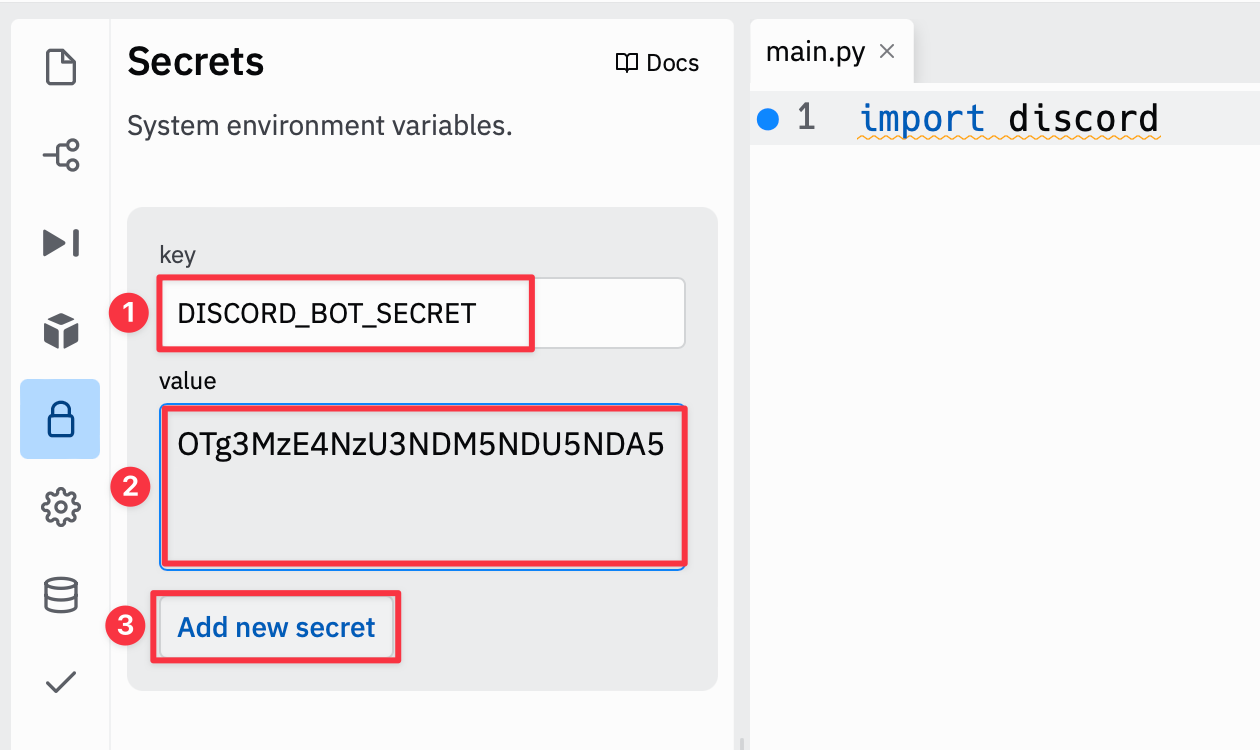 Secrets
Docs
System environment variables.
key
1
DISCORD_BOT_SECRET
value
2
OTg3MzE4NzU3NDM5NDU5NDA5
3
Add new secret
main.py ×
1 import discord